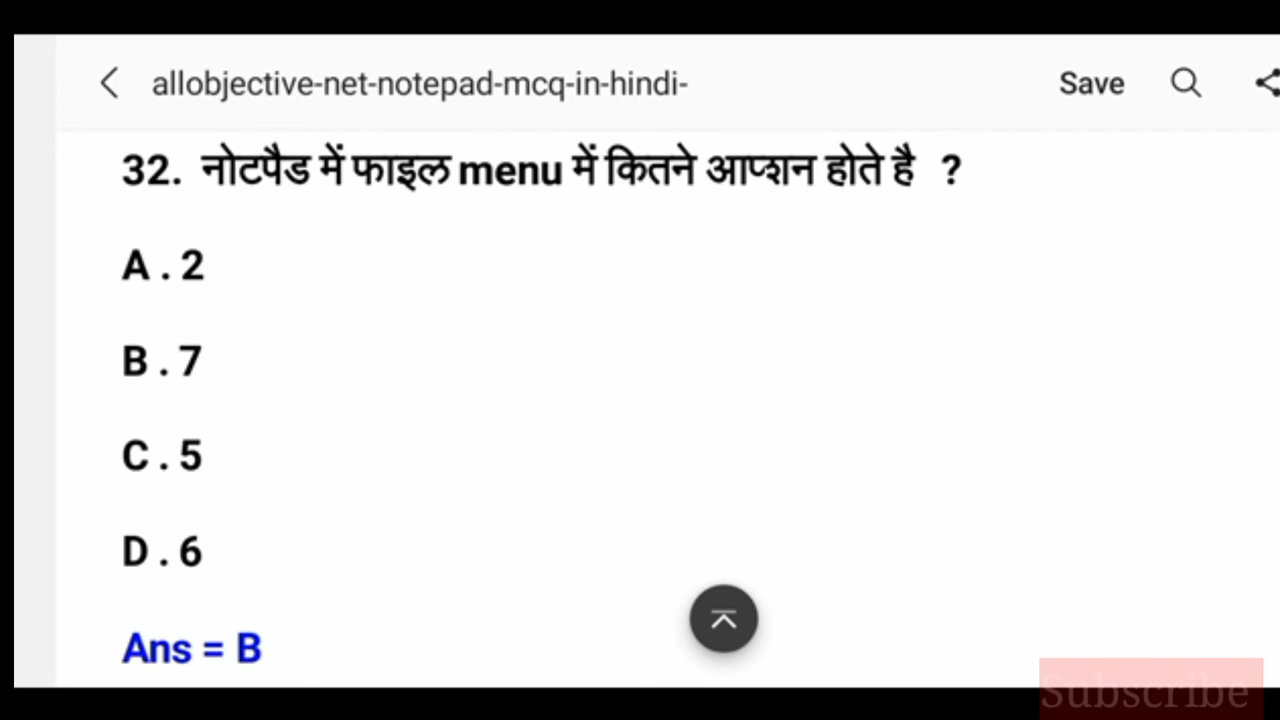 allobjective-net-notepad-mcq-in-hindi-
Save
32. नोटपैड में फाइल menu में कितने आप्शन होते है ?
A . 2
B . 7
C . 5
D . 6
Ans = B
Subscribe